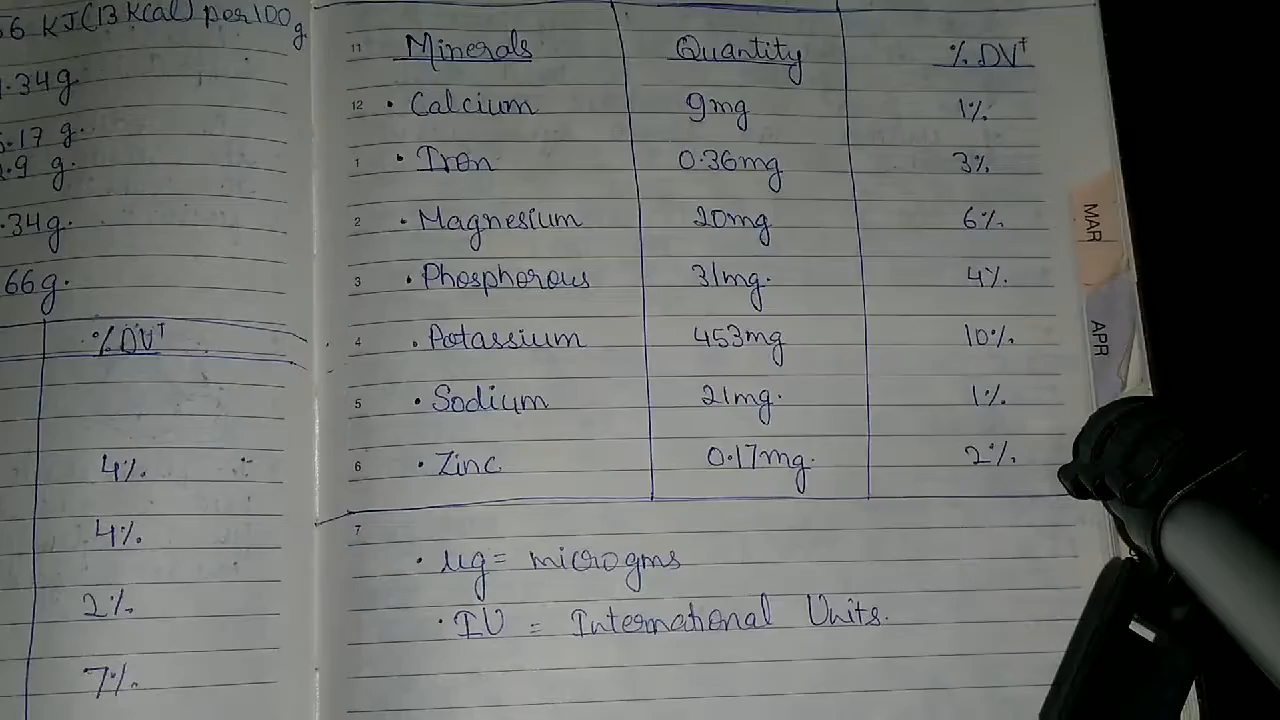 56 KJ(13 Kcal) per 100g
.34g
.17 g.
.9 g.
.34g.
66g.
%DV†
4%.
4%.
2%.
7%.
11 Minerals Quantity %DV†
12 • Calcium 9mg 1%.
1 • Iron 0.36mg 3%
2 • Magnesium 20mg 6%.
3 • Phosphorous 31mg. 4%.
4 • Potassium 453mg 10%.
5 • Sodium 21mg. 1%.
6 • Zinc 0.17mg. 2%.
7
• µg= microgms
• IU = International Units.
MAR
APR